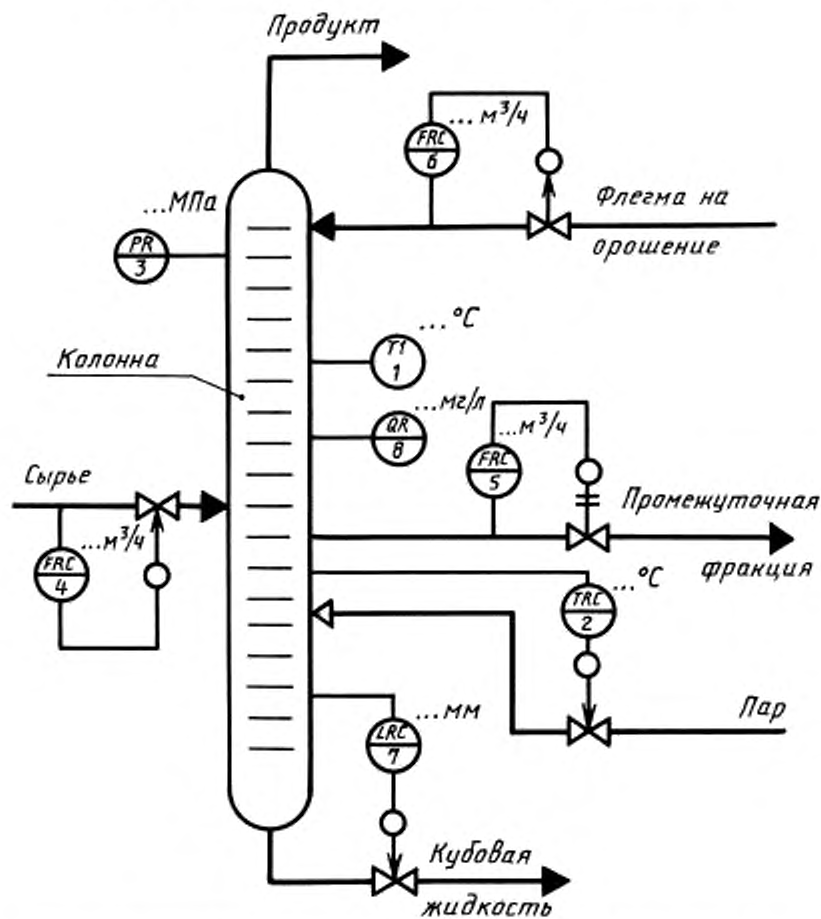 Продукт
...м³/ч
FRC
6
Флегма на
орошение
...МПа
PR
3
...°C
T1
1
Колонна
...мг/л
QR
8
...м³/ч
FRC
5
Сырье
Промежуточная
фракция
...м³/ч
FRC
4
...°C
TRC
2
...мм
LRC
7
Пар
Кубовая
жидкость